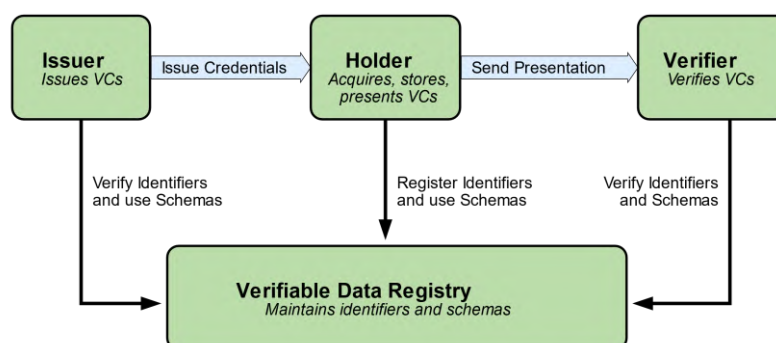 Issuer
Issues VCs
Issue Credentials
Holder
Acquires, stores,
presents VCs
Send Presentation
Verifier
Verifies VCs
Verify Identifiers
and use Schemas
Register Identifiers
and use Schemas
Verify Identifiers
and Schemas
Verifiable Data Registry
Maintains identifiers and schemas